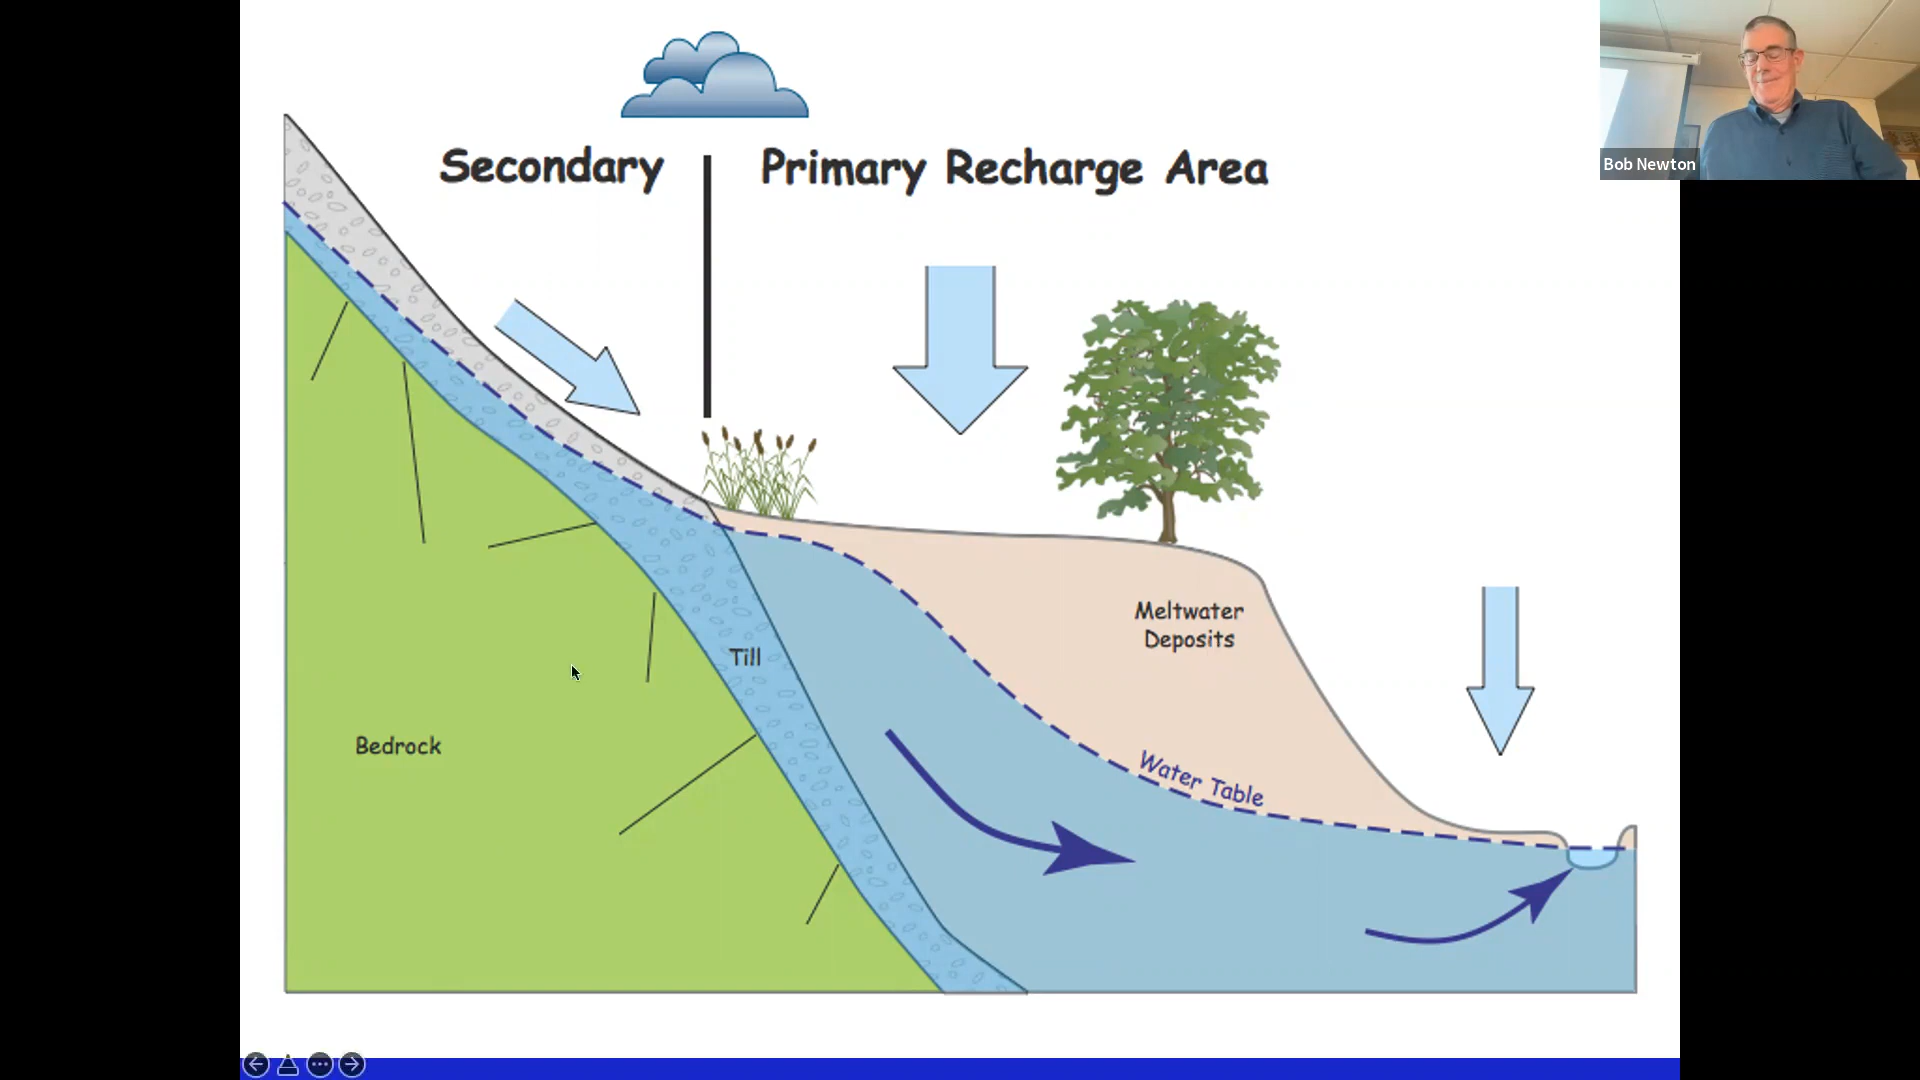 Secondary
Primary Recharge Area
Bob Newton
Meltwater
Deposits
Till
Bedrock
Water Table